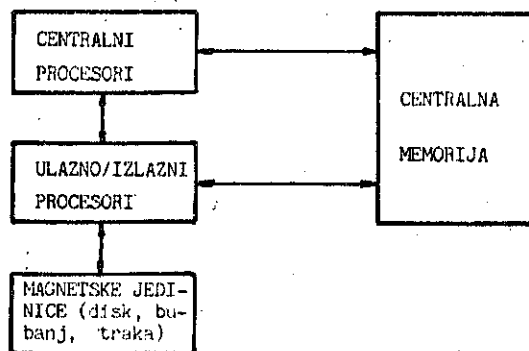 CENTRALNI
PROCESORI
CENTRALNA
MEMORIJA
ULAZNO/IZLAZNI
PROCESORI
MAGNETSKE JEDI-
NICE (disk, bu-
banj, traka)